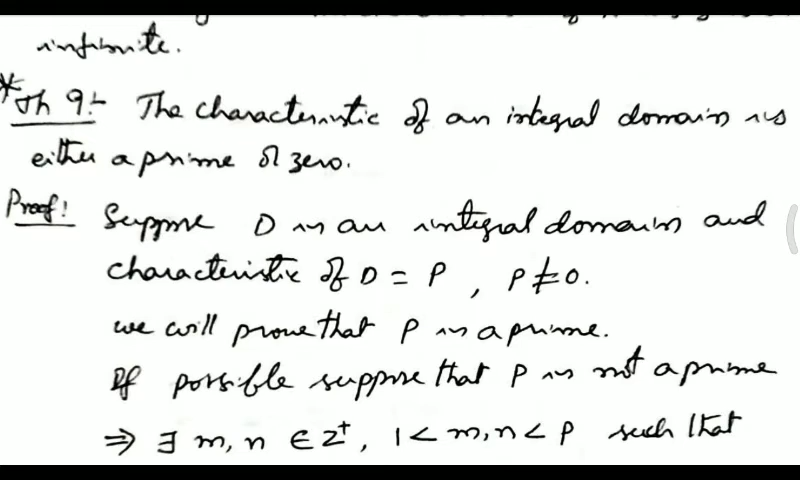 infinite.
*Th 9:- The characteristic of an integral domain is
either a prime or zero.
Proof: Suppose D is an integral domain and
characteristic of D = P , P ≠ 0.
we will prove that P is a prime.
If possible suppose that P is not a prime
⇒ ∃ m, n ∈ Z⁺, 1 < m, n < P such that